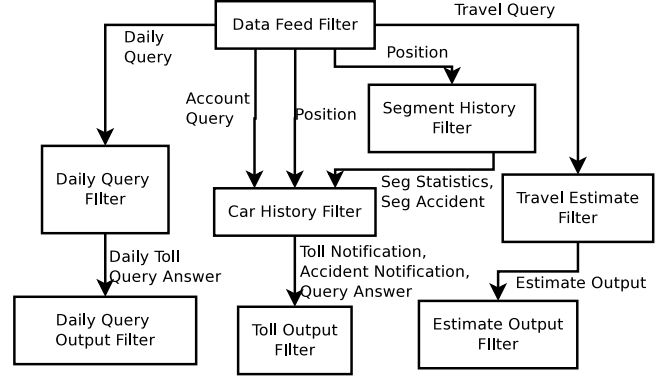 Data Feed Filter
Travel Query
Daily
Query
Position
Account
Query
Position
Segment History
Filter
Daily Query
Filter
Seg Statistics,
Seg Accident
Car History Filter
Travel Estimate
Filter
Daily Toll
Query Answer
Toll Notification,
Accident Notification,
Query Answer
Estimate Output
Daily Query
Output Filter
Toll Output
Filter
Estimate Output
Filter